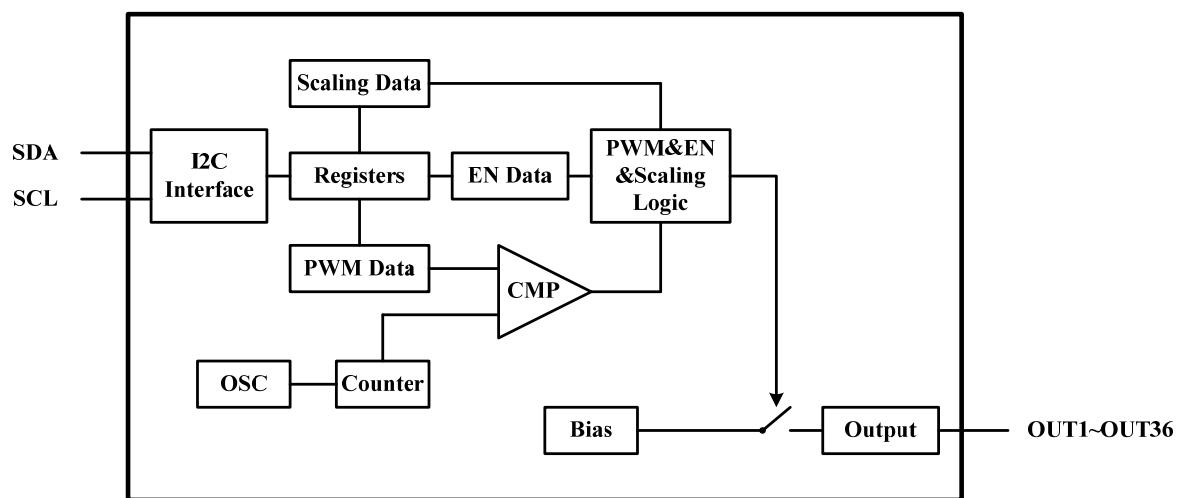 Scaling Data
SDA
SCL
I2C
Interface
Registers
EN Data
PWM&EN
&Scaling
Logic
PWM Data
CMP
OSC
Counter
Bias
Output
OUT1~OUT36